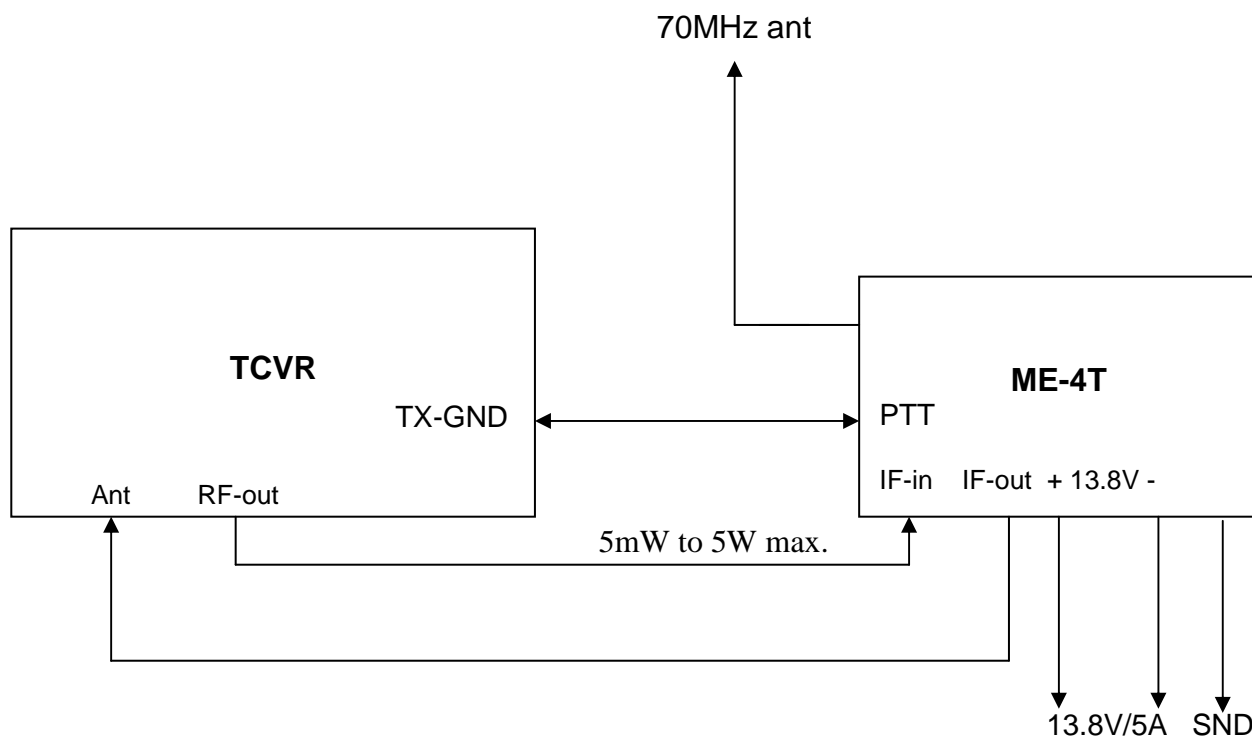 70MHz ant
TCVR
ME-4T
TX-GND
PTT
IF-in IF-out + 13.8V -
Ant RF-out
5mW to 5W max.
13.8V/5A SND